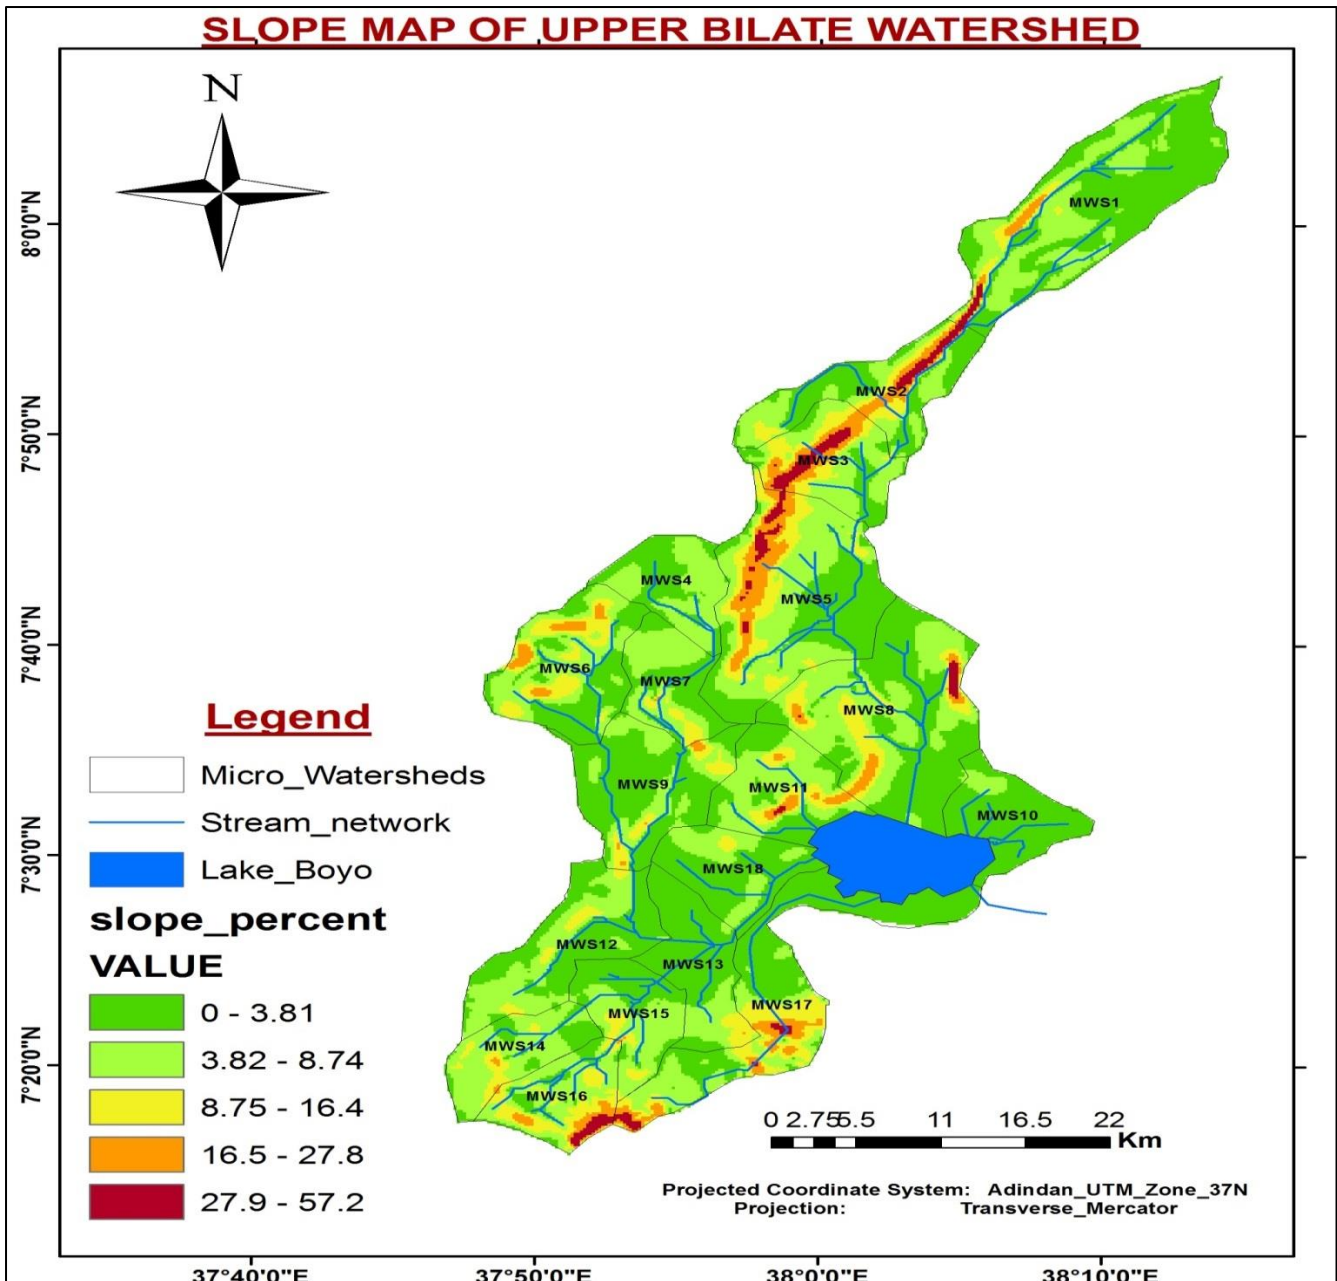 SLOPE MAP OF UPPER BILATE WATERSHED
N
8°0'0"N
7°50'0"N
7°40'0"N
7°30'0"N
7°20'0"N
MWS1
MWS2
MWS3
MWS4
MWS5
MWS6
MWS7
MWS8
MWS9
MWS11
MWS10
MWS18
MWS12
MWS13
MWS17
MWS15
MWS14
MWS16
Legend
Micro_Watersheds
Stream_network
Lake_Boyo
slope_percent
VALUE
0 - 3.81
3.82 - 8.74
8.75 - 16.4
16.5 - 27.8
27.9 - 57.2
0 2.75 5.5 11 16.5 22
Km
Projected Coordinate System: Adindan_UTM_Zone_37N
Projection: Transverse_Mercator
37°40'0"E 37°50'0"E 38°0'0"E 38°10'0"E